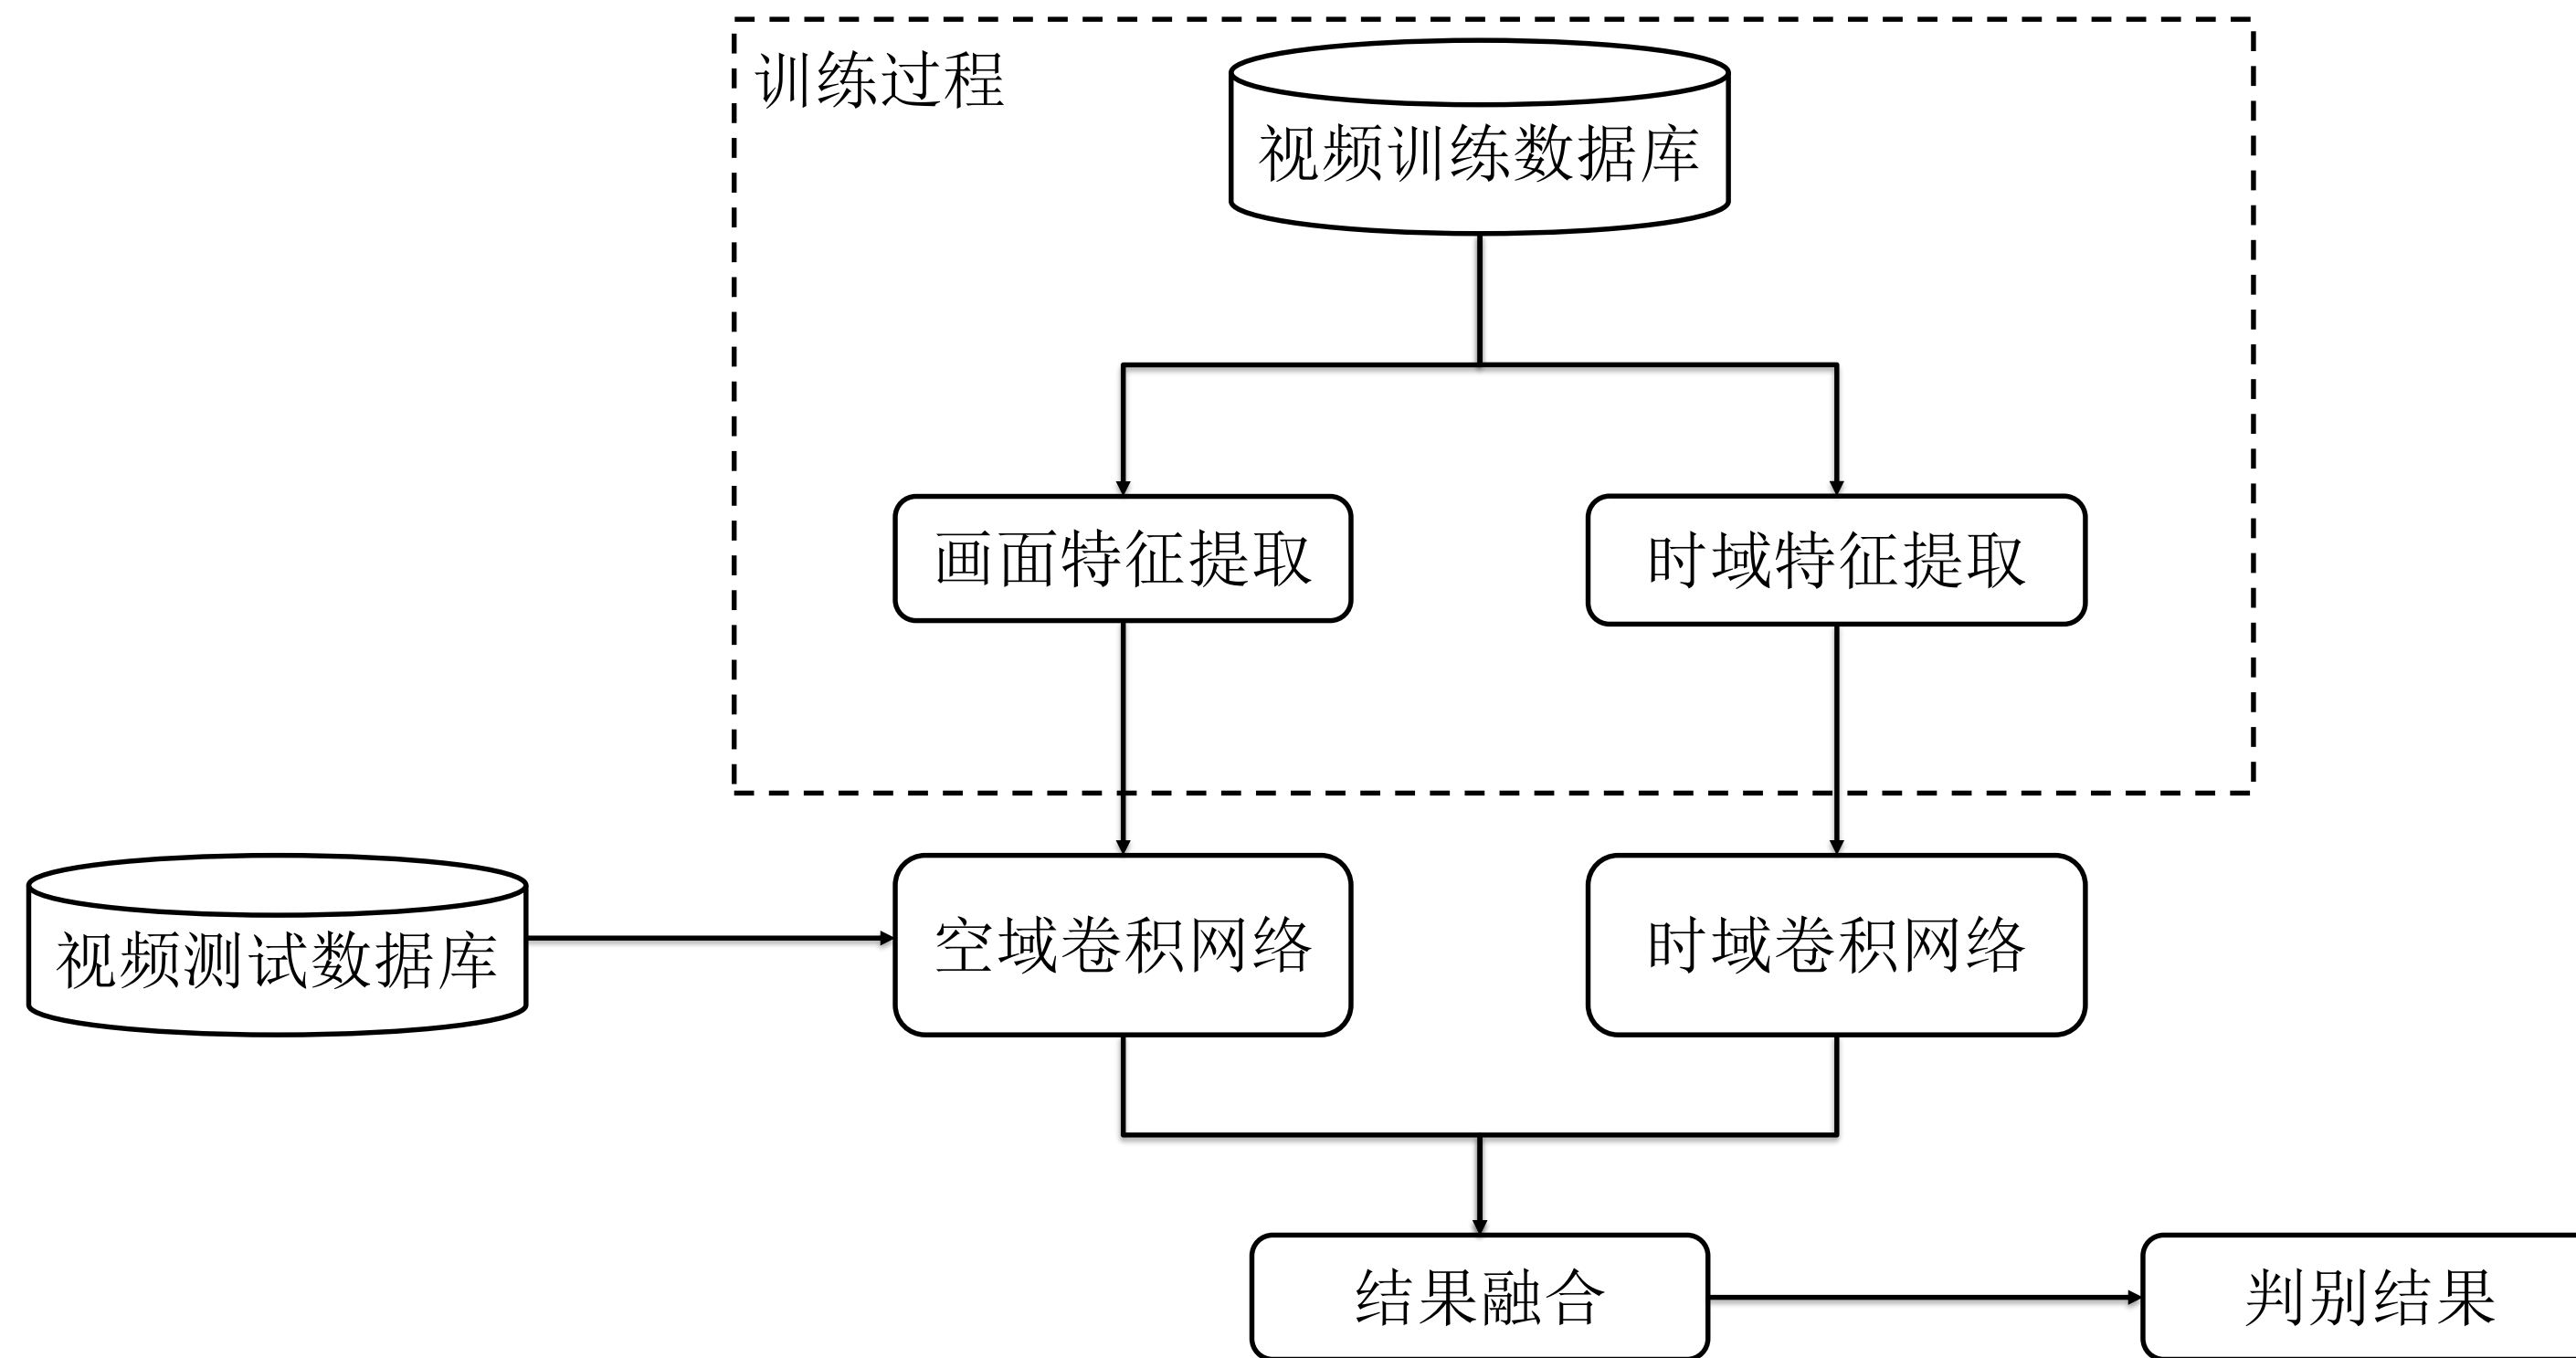 训练过程
视频训练数据库
画面特征提取
时域特征提取
视频测试数据库
空域卷积网络
时域卷积网络
结果融合
判别结果